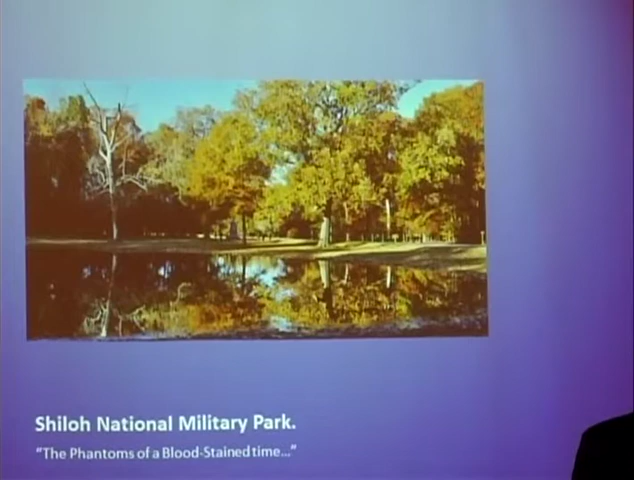 Shiloh National Military Park.
"The Phantoms of a Blood-Stained time..."